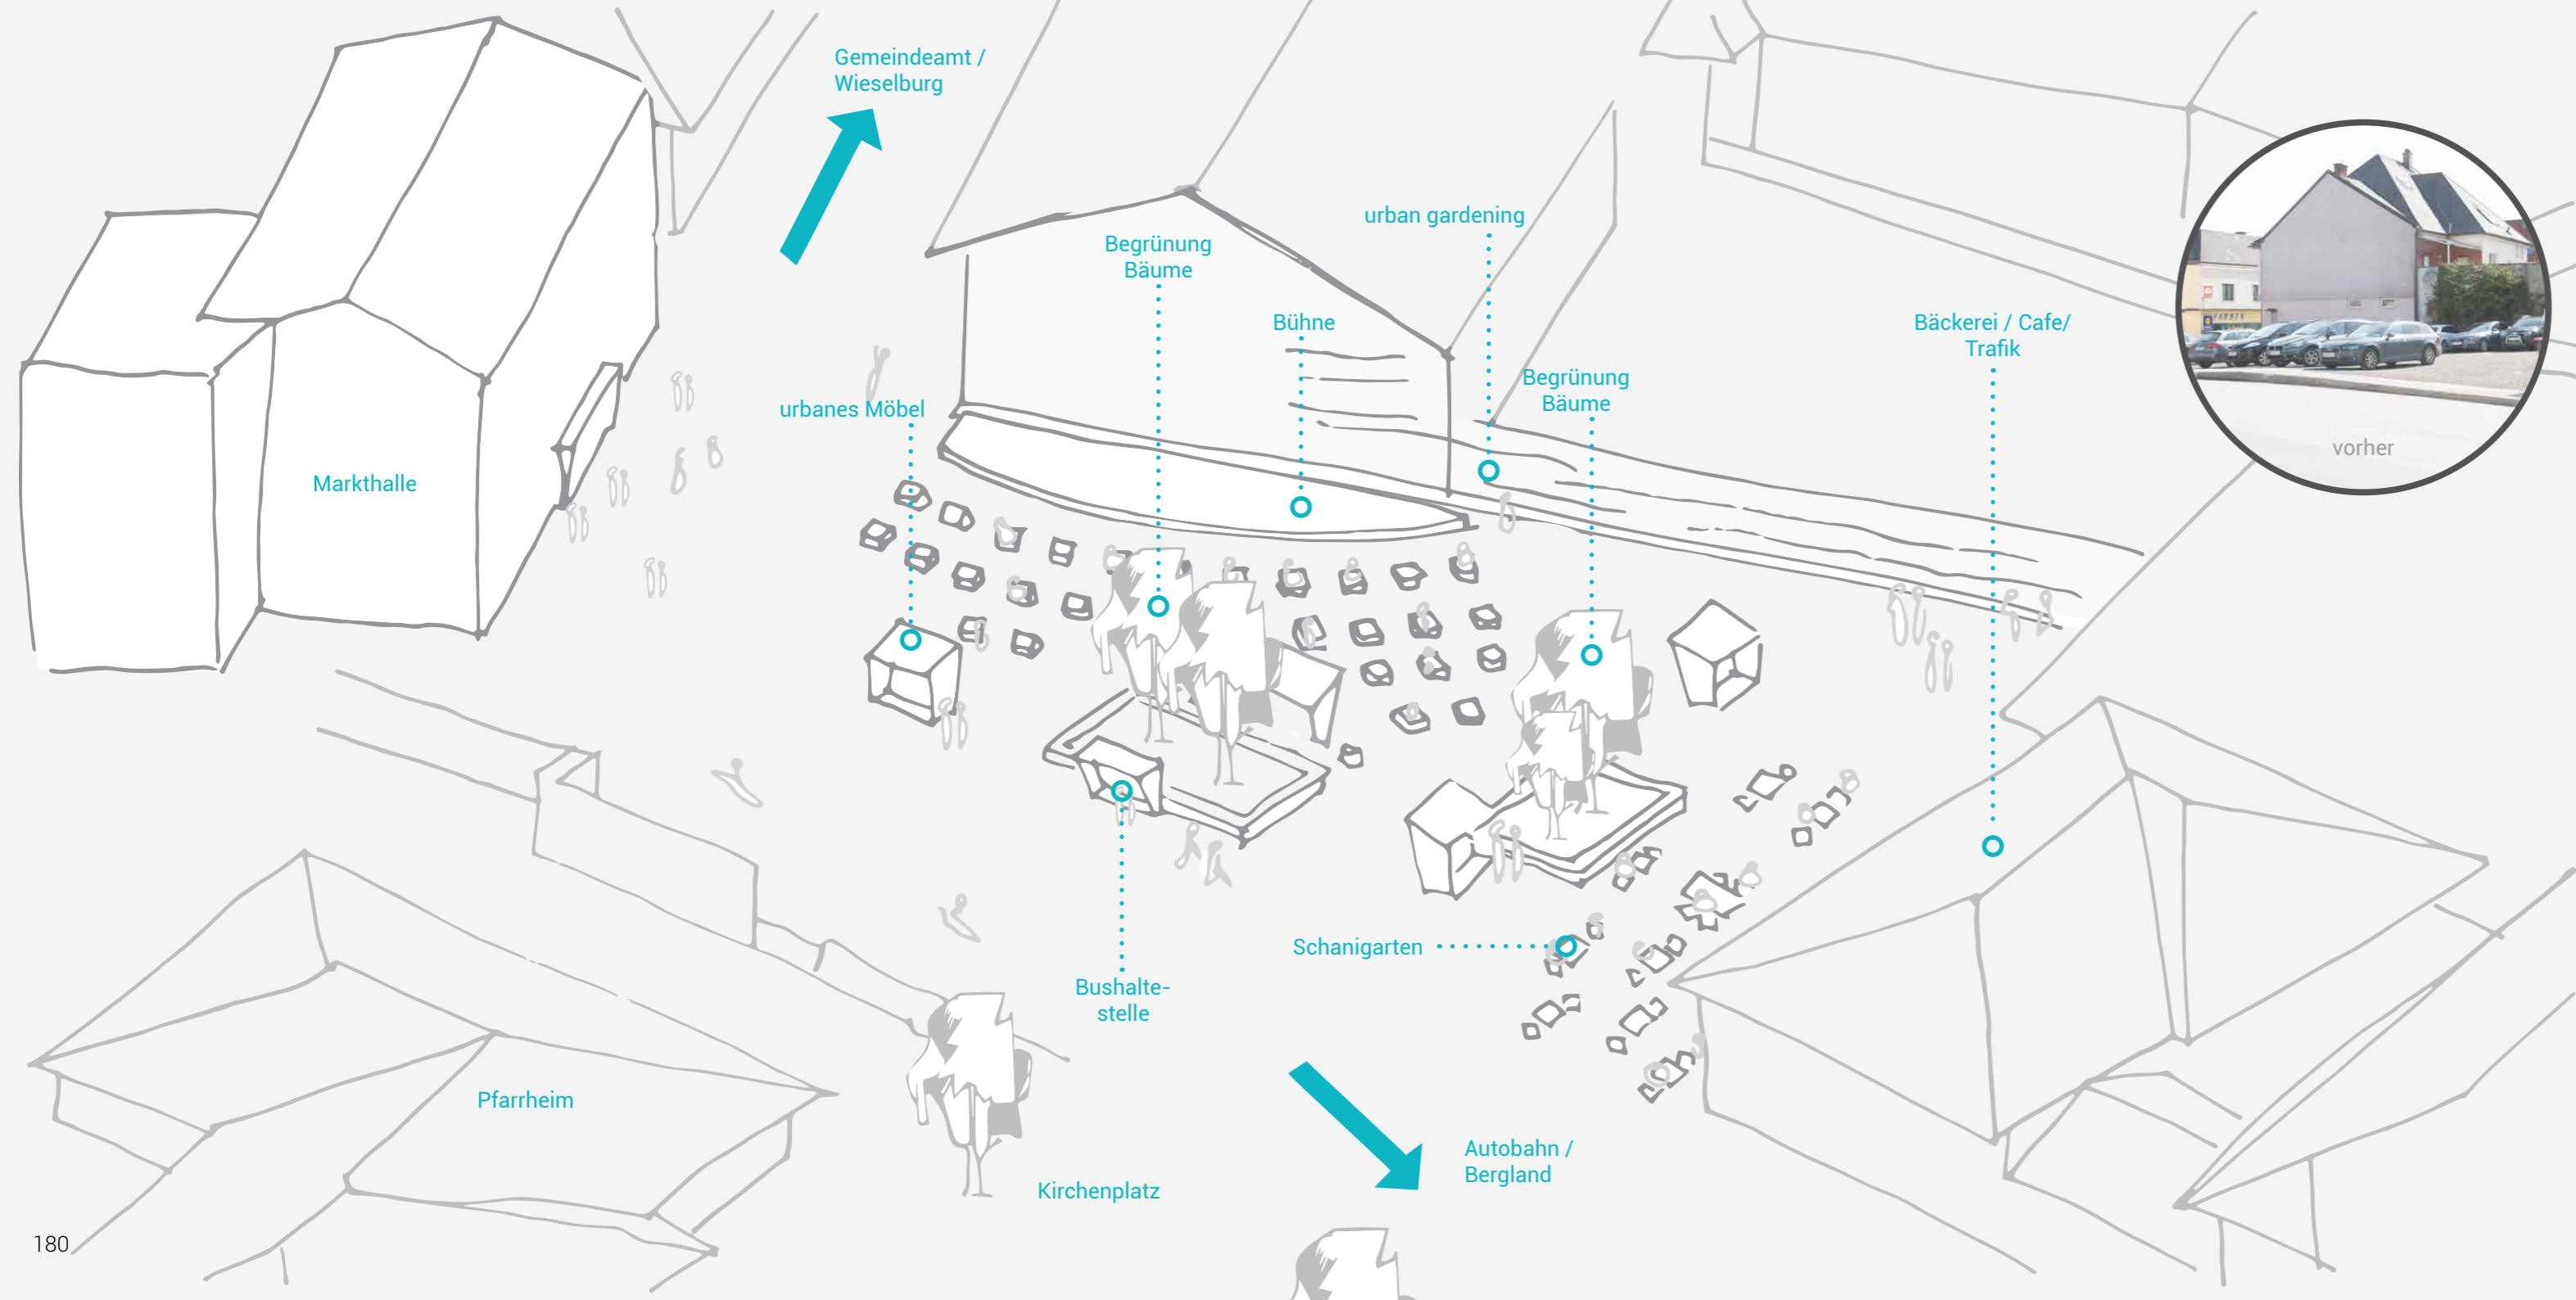 Gemeindeamt /
Wieselburg
urban gardening
Begrünung
Bäume
Bühne
Bäckerei / Cafe/
Trafik
Begrünung
Bäume
urbanes Möbel
vorher
Markthalle
Schanigarten
Bushalte-
stelle
Pfarrheim
Autobahn /
Bergland
Kirchenplatz
180